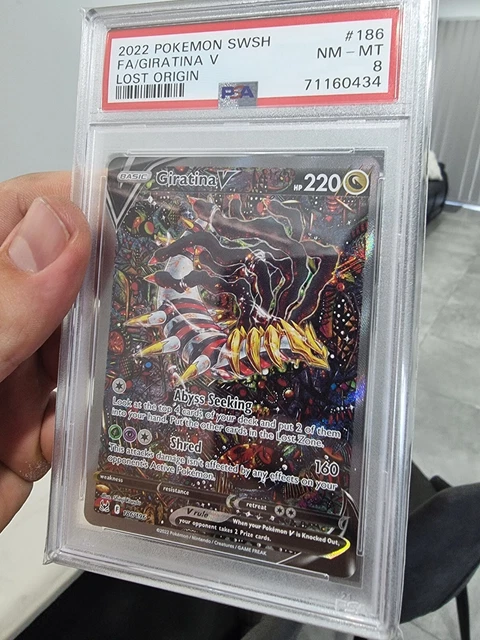 2022 POKEMON SWSH #186
FA/GIRATINA V NM - MT
LOST ORIGIN 8
PSA 71160434
BASIC Giratina V HP 220
Abyss Seeking
Look at the top 4 cards of your deck and put 2 of them
into your hand. Put the other cards in the Lost Zone.
Shred 160
This attack's damage isn't affected by any effects on your
opponent's Active Pokémon.
weakness resistance retreat
186/196
V rule When your Pokémon V is Knocked Out,
your opponent takes 2 Prize cards.
©2022 Pokémon / Nintendo / Creatures / GAME FREAK